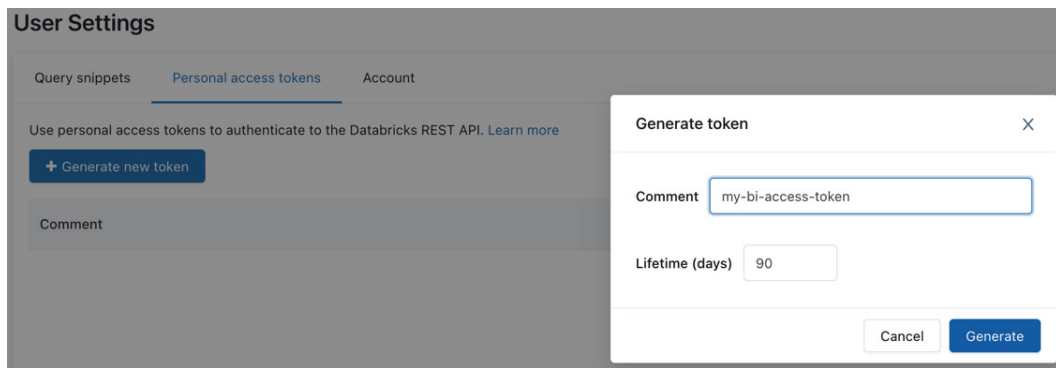 User Settings
Query snippets Personal access tokens Account
Use personal access tokens to authenticate to the Databricks REST API. Learn more
+ Generate new token
Comment
Generate token X
Comment my-bi-access-token
Lifetime (days) 90
Cancel Generate